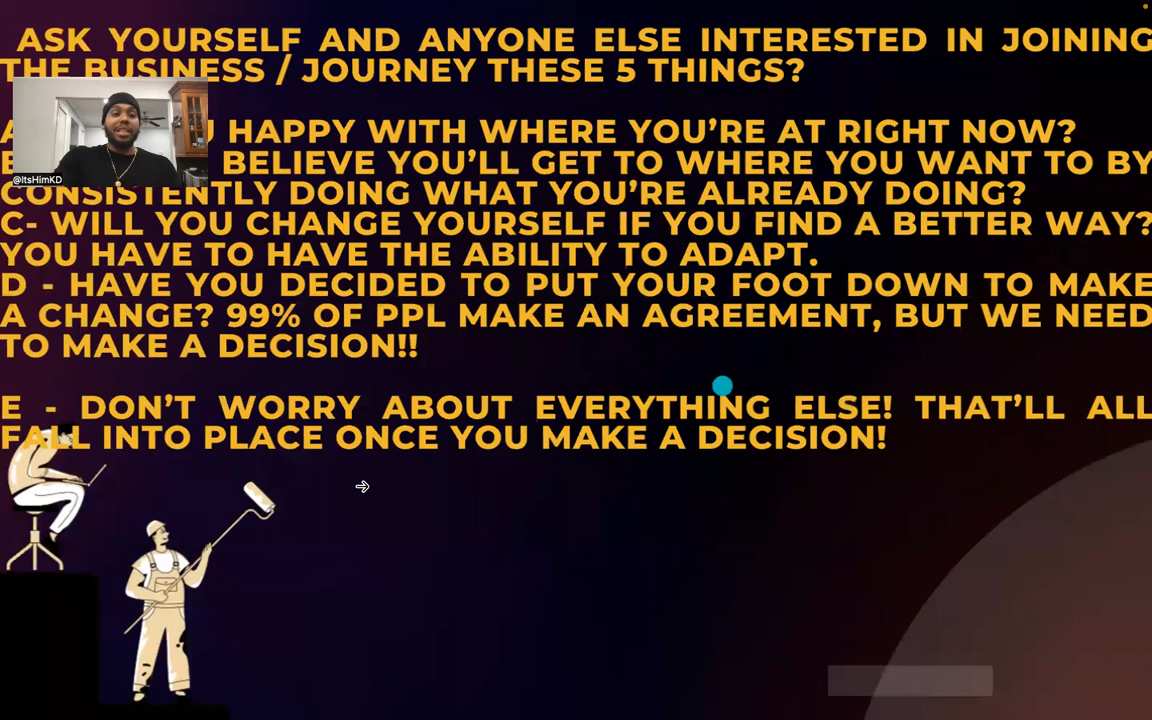 ASK YOURSELF AND ANYONE ELSE INTERESTED IN JOINING
THE BUSINESS / JOURNEY THESE 5 THINGS?
HAPPY WITH WHERE YOU'RE AT RIGHT NOW?
BELIEVE YOU'LL GET TO WHERE YOU WANT TO BY
CONSISTENTLY DOING WHAT YOU'RE ALREADY DOING?
C- WILL YOU CHANGE YOURSELF IF YOU FIND A BETTER WAY?
YOU HAVE TO HAVE THE ABILITY TO ADAPT.
D - HAVE YOU DECIDED TO PUT YOUR FOOT DOWN TO MAKE
A CHANGE? 99% OF PPL MAKE AN AGREEMENT, BUT WE NEED
TO MAKE A DECISION!!
E - DON'T WORRY ABOUT EVERYTHING ELSE! THAT'LL ALL
FALL INTO PLACE ONCE YOU MAKE A DECISION!
@ItsHimKD